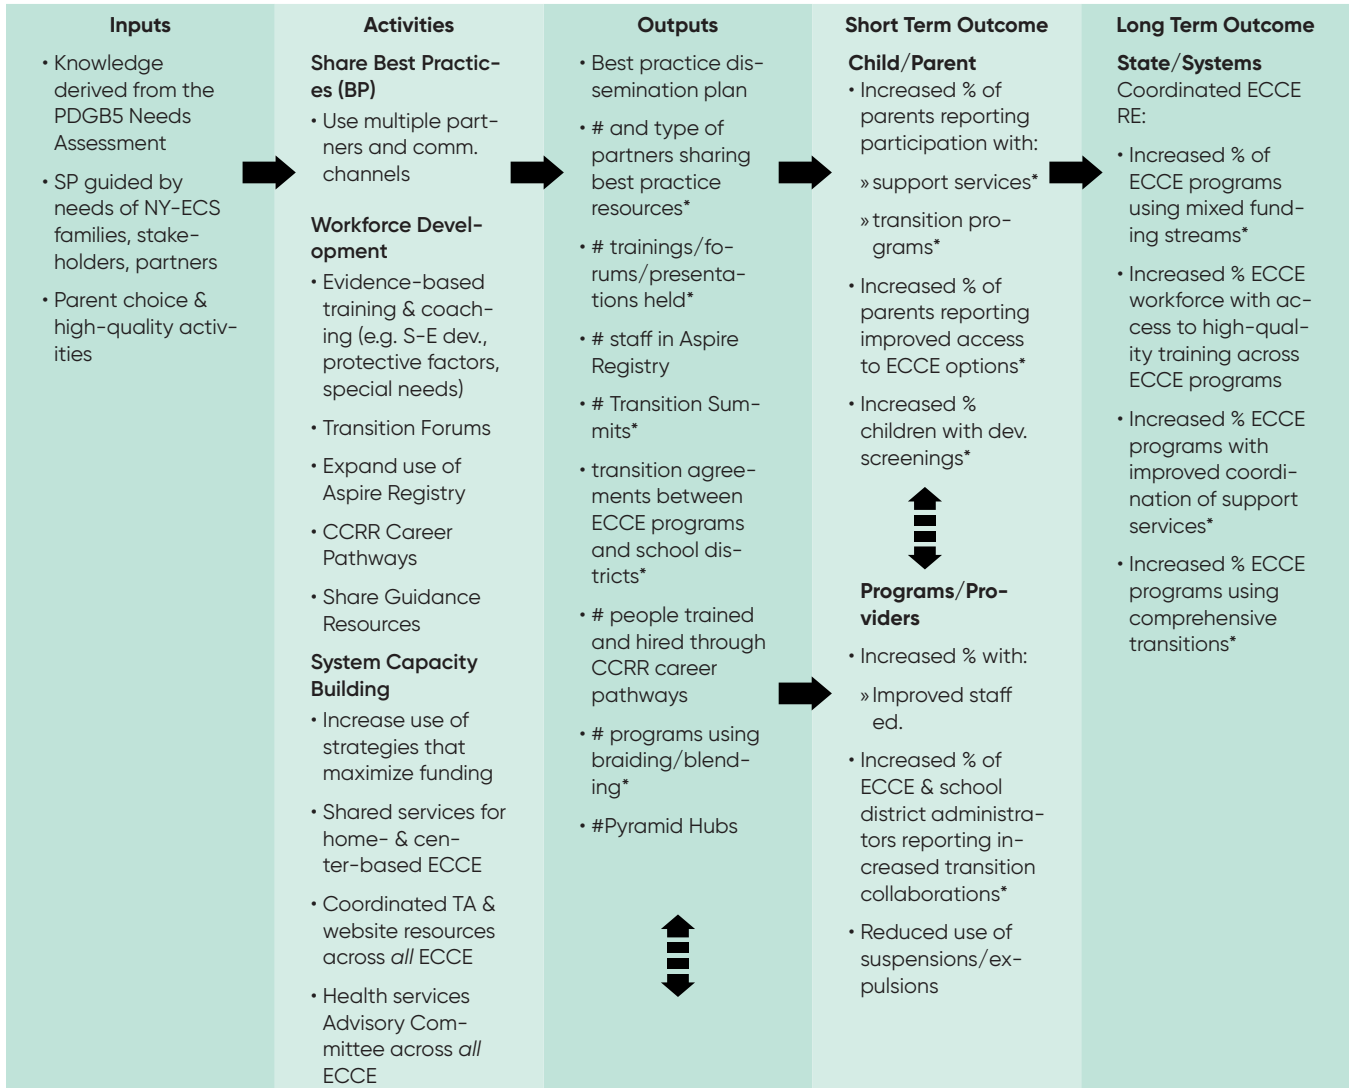 Inputs
• Knowledge
derived from the
PDGB5 Needs
Assessment
• SP guided by
needs of NY-ECS
families, stake-
holders, partners
• Parent choice &
high-quality activ-
ities
Activities
Share Best Practic-
es (BP)
• Use multiple part-
ners and comm.
channels
Workforce Devel-
opment
• Evidence-based
training & coach-
ing (e.g. S-E dev.,
protective factors,
special needs)
• Transition Forums
• Expand use of
Aspire Registry
• CCRR Career
Pathways
• Share Guidance
Resources
System Capacity
Building
• Increase use of
strategies that
maximize funding
• Shared services for
home- & cen-
ter-based ECCE
• Coordinated TA &
website resources
across all ECCE
• Health services
Advisory Com-
mittee across all
ECCE
Outputs
• Best practice dis-
semination plan
• # and type of
partners sharing
best practice
resources*
• # trainings/fo-
rums/presenta-
tions held*
• # staff in Aspire
Registry
• # Transition Sum-
mits*
• transition agree-
ments between
ECCE programs
and school dis-
tricts*
• # people trained
and hired through
CCRR career
pathways
• # programs using
braiding/blend-
ing*
• #Pyramid Hubs
Short Term Outcome
Child/Parent
• Increased % of
parents reporting
participation with:
» support services*
» transition pro-
grams*
• Increased % of
parents reporting
improved access
to ECCE options*
• Increased %
children with dev.
screenings*
Programs/Pro-
viders
• Increased % with:
» Improved staff
ed.
• Increased % of
ECCE & school
district administra-
tors reporting in-
creased transition
collaborations*
• Reduced use of
suspensions/ex-
pulsions
Long Term Outcome
State/Systems
Coordinated ECCE
RE:
• Increased % of
ECCE programs
using mixed fund-
ing streams*
• Increased % ECCE
workforce with ac-
cess to high-qual-
ity training across
ECCE programs
• Increased % ECCE
programs with
improved coordi-
nation of support
services*
• Increased % ECCE
programs using
comprehensive
transitions*